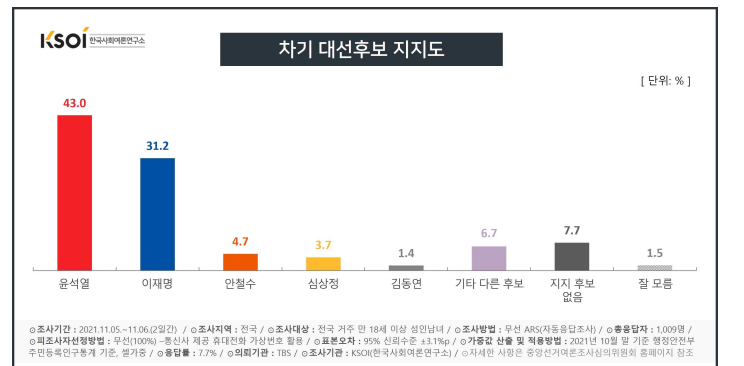 KSOi 한국사회여론연구소
차기 대선후보 지지도
[ 단위: % ]
43.0
31.2
4.7
3.7
1.4
6.7
7.7
1.5
윤석열 이재명 안철수 심상정 김동연 기타 다른 후보 지지 후보 없음 잘 모름
⊙조사기간 : 2021.11.05.~11.06.(2일간) / ⊙조사지역 : 전국 / ⊙조사대상 : 전국 거주 만 18세 이상 성인남녀 / ⊙조사방법 : 무선 ARS(자동응답조사) / ⊙총응답자 : 1,009명 /
⊙피조사자선정방법 : 무선(100%) –통신사 제공 휴대전화 가상번호 활용 / ⊙표본오차 : 95% 신뢰수준 ±3.1%p / ⊙가중값 산출 및 적용방법 : 2021년 10월 말 기준 행정안전부
주민등록인구통계 기준, 셀가중 / ⊙응답률 : 7.7% / ⊙의뢰기관 : TBS / ⊙조사기관 : KSOI(한국사회여론연구소) / ⊙자세한 사항은 중앙선거여론조사심의위원회 홈페이지 참조